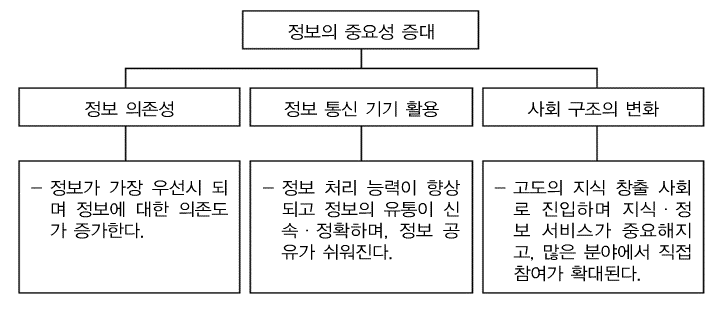 정보의 중요성 증대
정보 의존성
정보 통신 기기 활용
사회 구조의 변화
– 정보가 가장 우선시 되
며 정보에 대한 의존도
가 증가한다.
– 정보 처리 능력이 향상
되고 정보의 유통이 신
속·정확하며, 정보 공
유가 쉬워진다.
– 고도의 지식 창출 사회
로 진입하며 지식·정
보 서비스가 중요해지
고, 많은 분야에서 직접
참여가 확대된다.